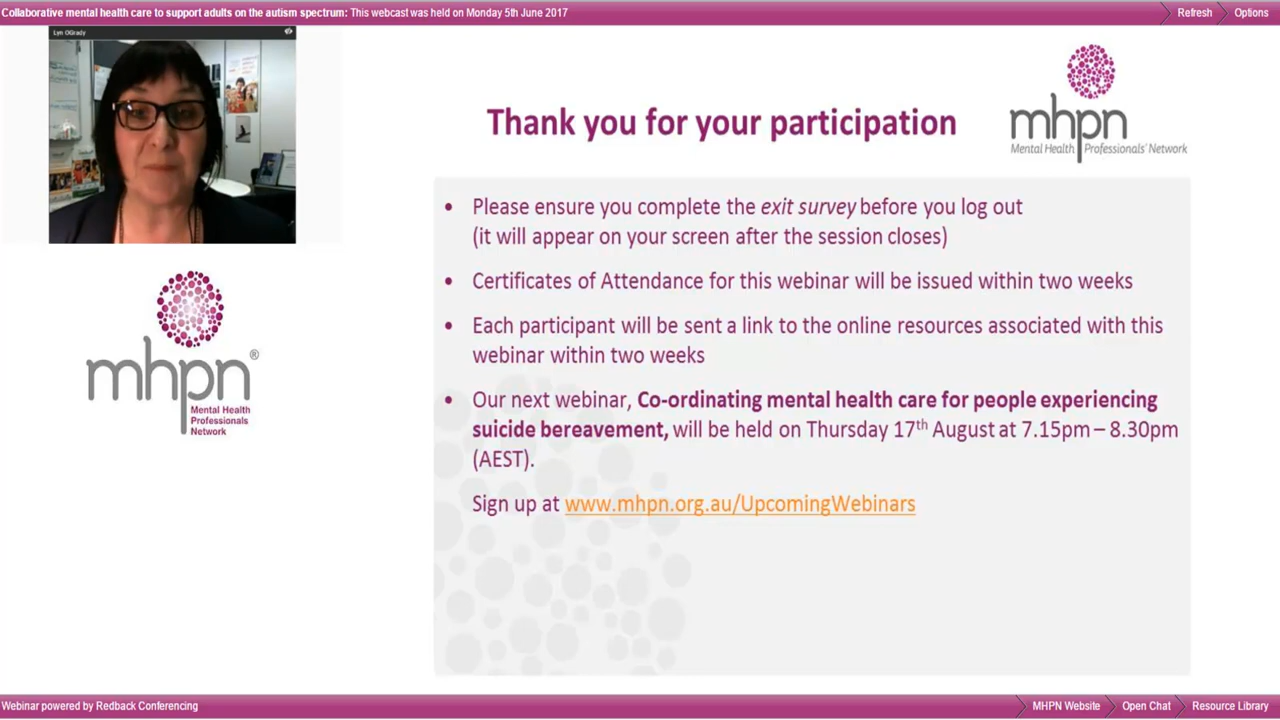 Collaborative mental health care to support adults on the autism spectrum: This webcast was held on Monday 5th June 2017
Refresh
Options
Lyn OGrady
mhpn®
Mental Health
Professionals
Network
Thank you for your participation
mhpn
Mental Health Professionals' Network
• Please ensure you complete the exit survey before you log out
(it will appear on your screen after the session closes)
• Certificates of Attendance for this webinar will be issued within two weeks
• Each participant will be sent a link to the online resources associated with this
webinar within two weeks
• Our next webinar, Co-ordinating mental health care for people experiencing
suicide bereavement, will be held on Thursday 17th August at 7.15pm – 8.30pm
(AEST).
Sign up at www.mhpn.org.au/UpcomingWebinars
Webinar powered by Redback Conferencing
MHPN Website
Open Chat
Resource Library